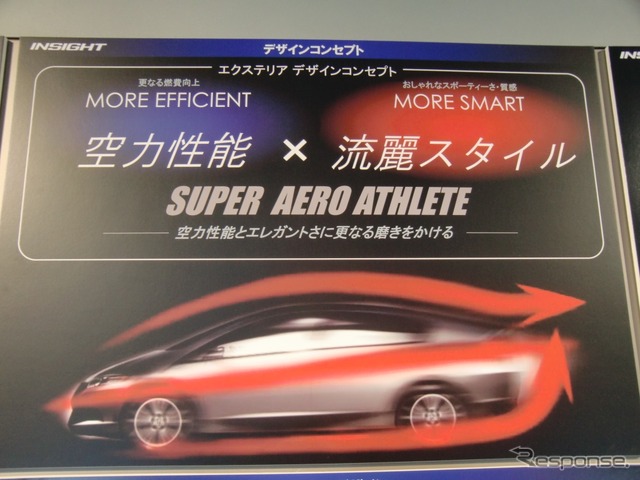 INSIGHT
デザインコンセプト
エクステリア デザインコンセプト
更なる燃費向上
おしゃれなスポーティーさ・質感
MORE EFFICIENT
MORE SMART
空力性能 × 流麗スタイル
SUPER AERO ATHLETE
空力性能とエレガントさに更なる磨きをかける
Response.